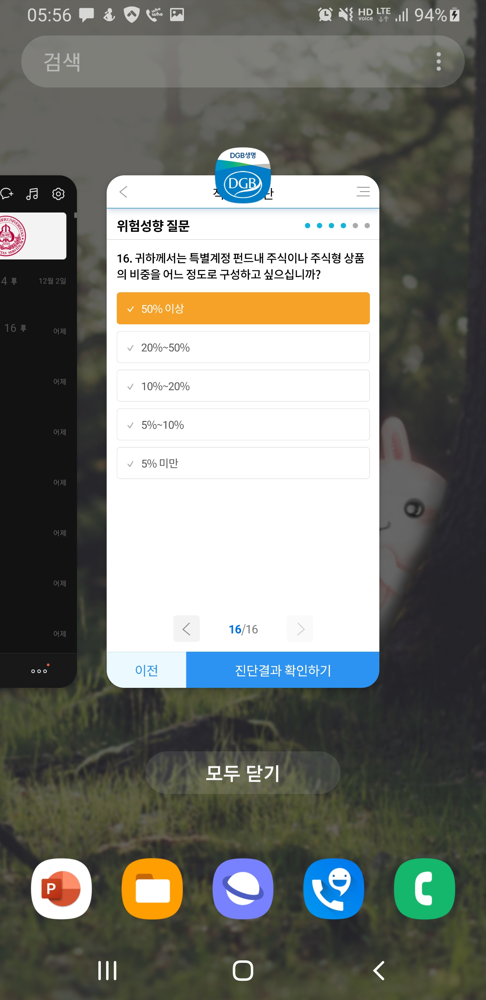 05:56
who
who
HD
voice
LTE
94%
검색
DGB생명
DGB
단
2000
4
12월 2일
16
어제
어제
어제
어제
어제
어제
어제
위험성향 질문
16. 귀하께서는 특별계정 펀드내 주식이나 주식형 상품
의 비중을 어느 정도로 구성하고 싶으십니까?
50% 이상
20%~50%
10%~20%
5%~10%
5% 미만
16/16
이전
진단결과 확인하기
모두 닫기
P